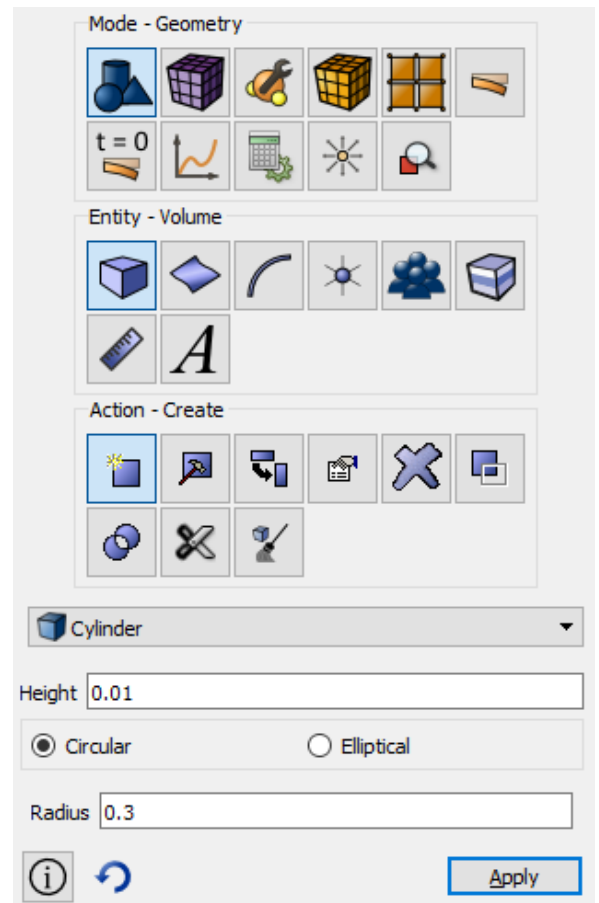 Mode - Geometry
t = 0
Entity - Volume
A
Action - Create
Cylinder
Height 0.01
Circular Elliptical
Radius 0.3
i Apply